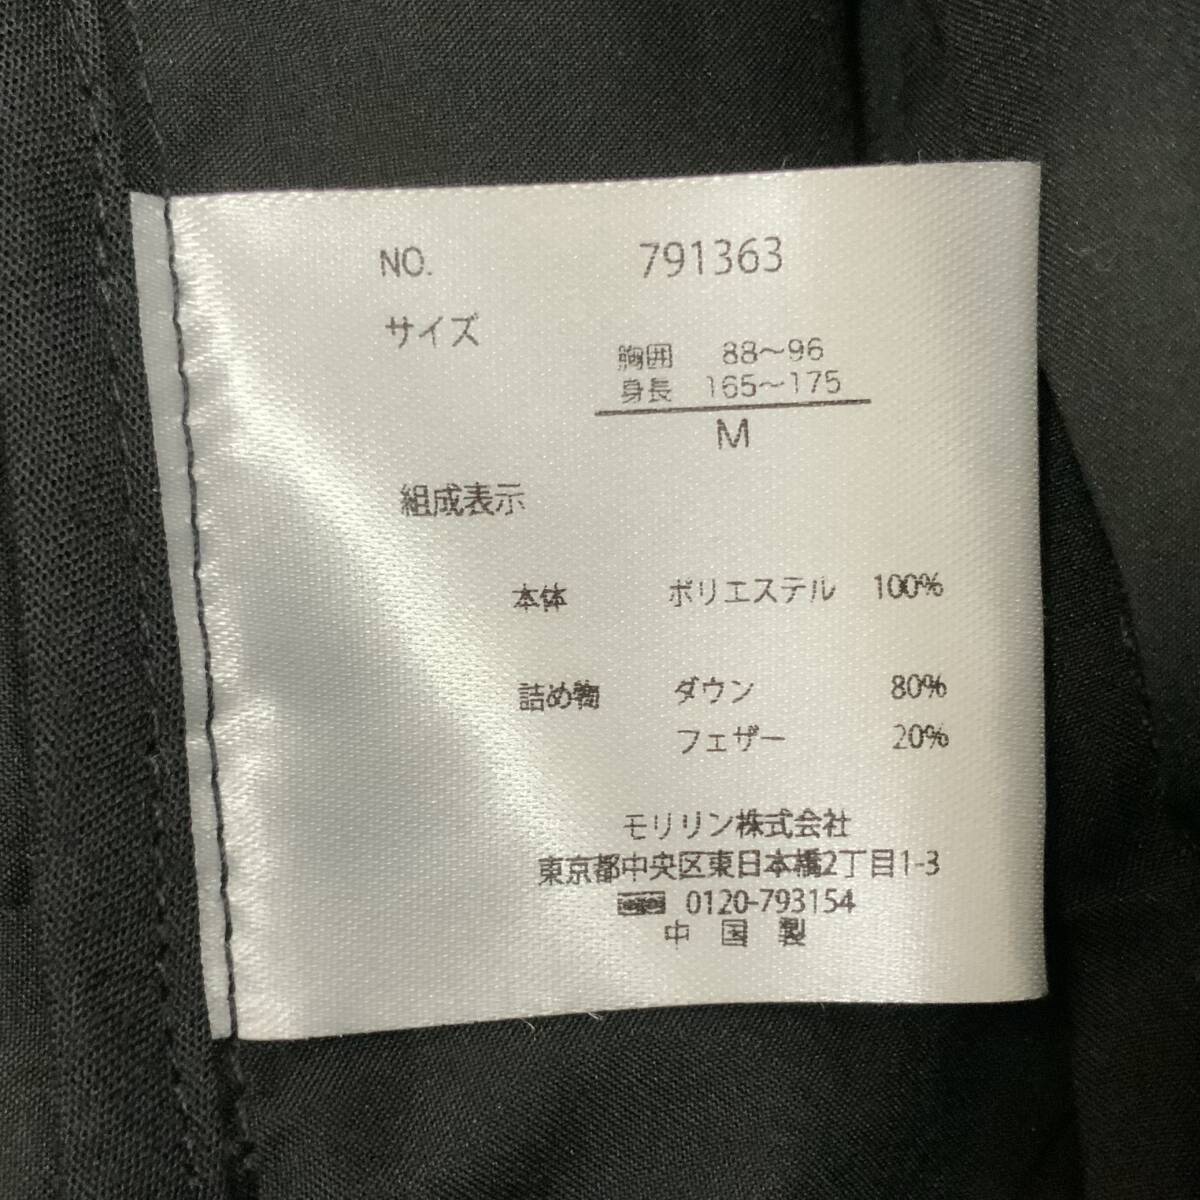 NO. 791363
サイズ
胸囲 88〜96
身長 165〜175
M
組成表示
本体 ポリエステル 100%
詰め物 ダウン 80%
フェザー 20%
モリリン株式会社
東京都中央区東日本橋2丁目1-3
0120-793154
中国製